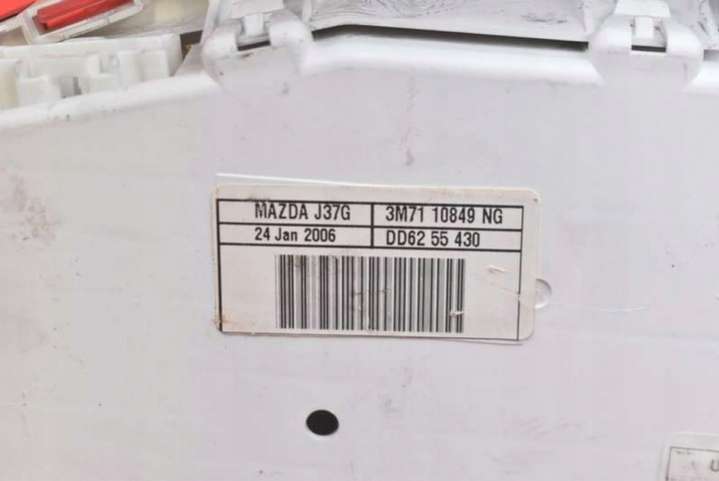 MAZDA J37G 3M71 10849 NG
24 Jan 2006 DD62 55 430